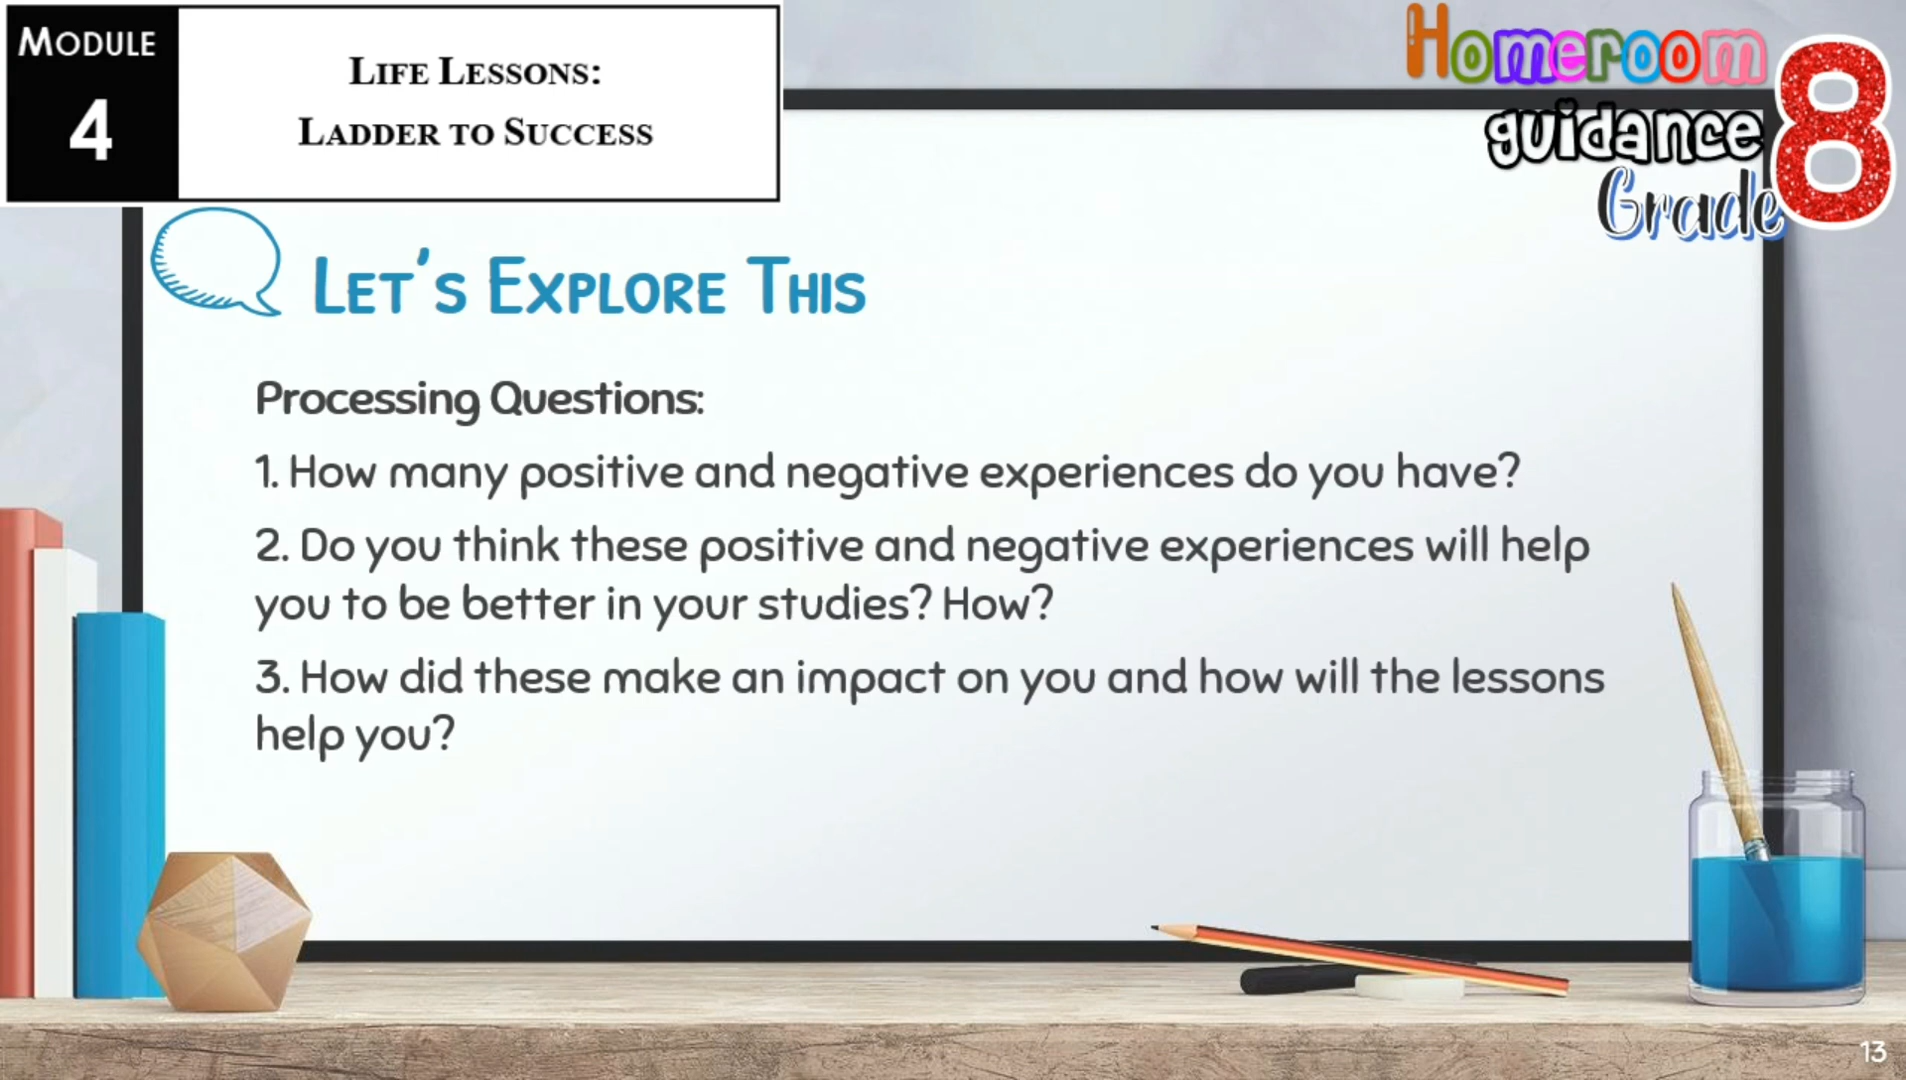 MODULE
4
LIFE LESSONS:
LADDER TO SUCCESS
Homeroom
guidance
Grade
8
LET'S EXPLORE THIS
Processing Questions:
1. How many positive and negative experiences do you have?
2. Do you think these positive and negative experiences will help
you to be better in your studies? How?
3. How did these make an impact on you and how will the lessons
help you?
13